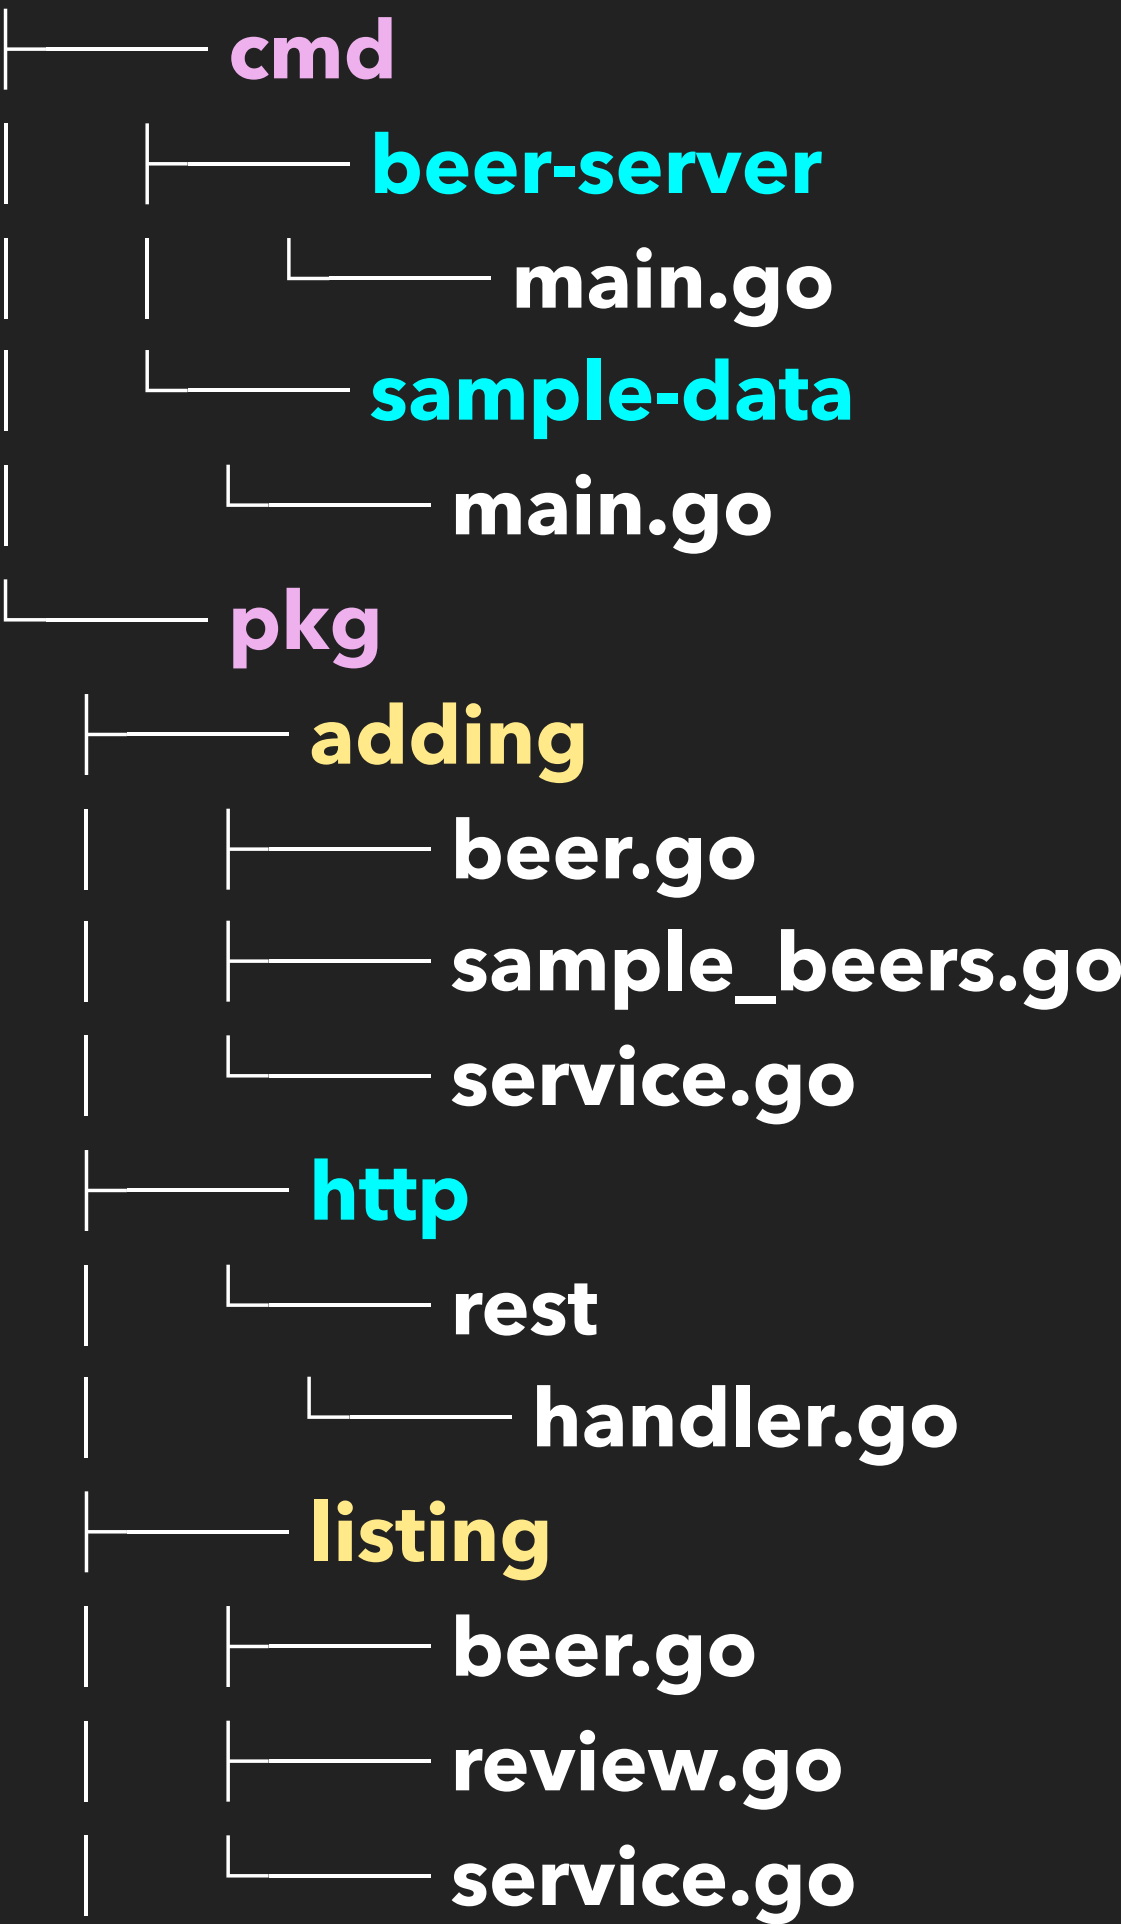 cmd
beer-server
main.go
sample-data
main.go
pkg
adding
beer.go
sample_beers.go
service.go
http
rest
handler.go
listing
beer.go
review.go
service.go